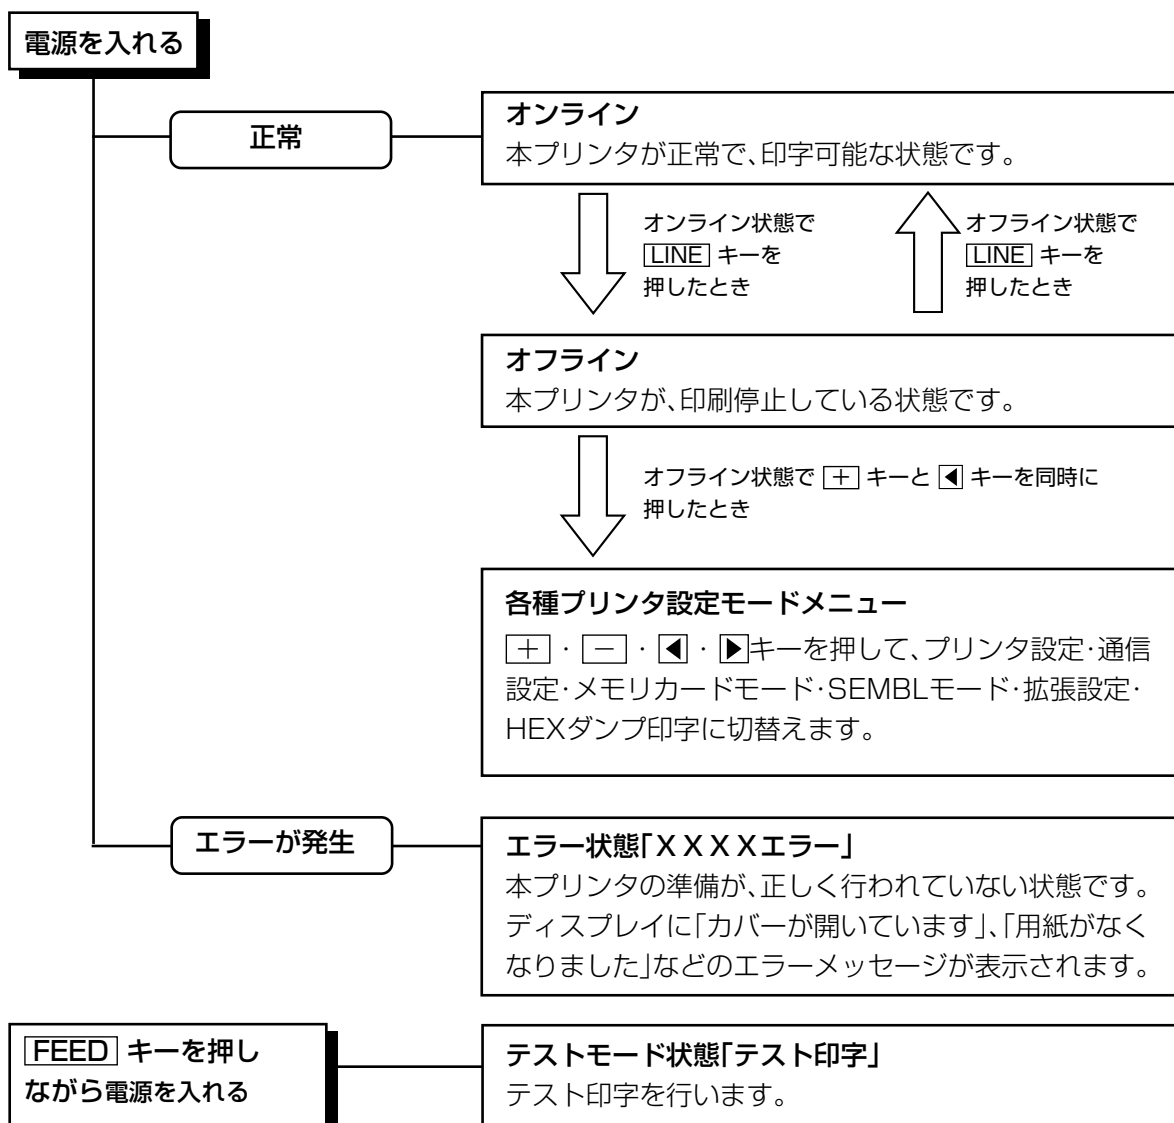 電源を入れる
正常
オンライン
本プリンタが正常で、印字可能な状態です。
オンライン状態で
LINE キーを
押したとき
オフライン状態で
LINE キーを
押したとき
オフライン
本プリンタが、印刷停止している状態です。
オフライン状態で ＋ キーと ◀ キーを同時に
押したとき
各種プリンタ設定モードメニュー
＋・－・◀・▶キーを押して、プリンタ設定・通信
設定・メモリカードモード・SEMBLモード・拡張設定・
HEXダンプ印字に切替えます。
エラーが発生
エラー状態「ＸＸＸＸエラー」
本プリンタの準備が、正しく行われていない状態です。
ディスプレイに「カバーが開いています」、「用紙がなく
なりました」などのエラーメッセージが表示されます。
FEED キーを押し
ながら電源を入れる
テストモード状態「テスト印字」
テスト印字を行います。